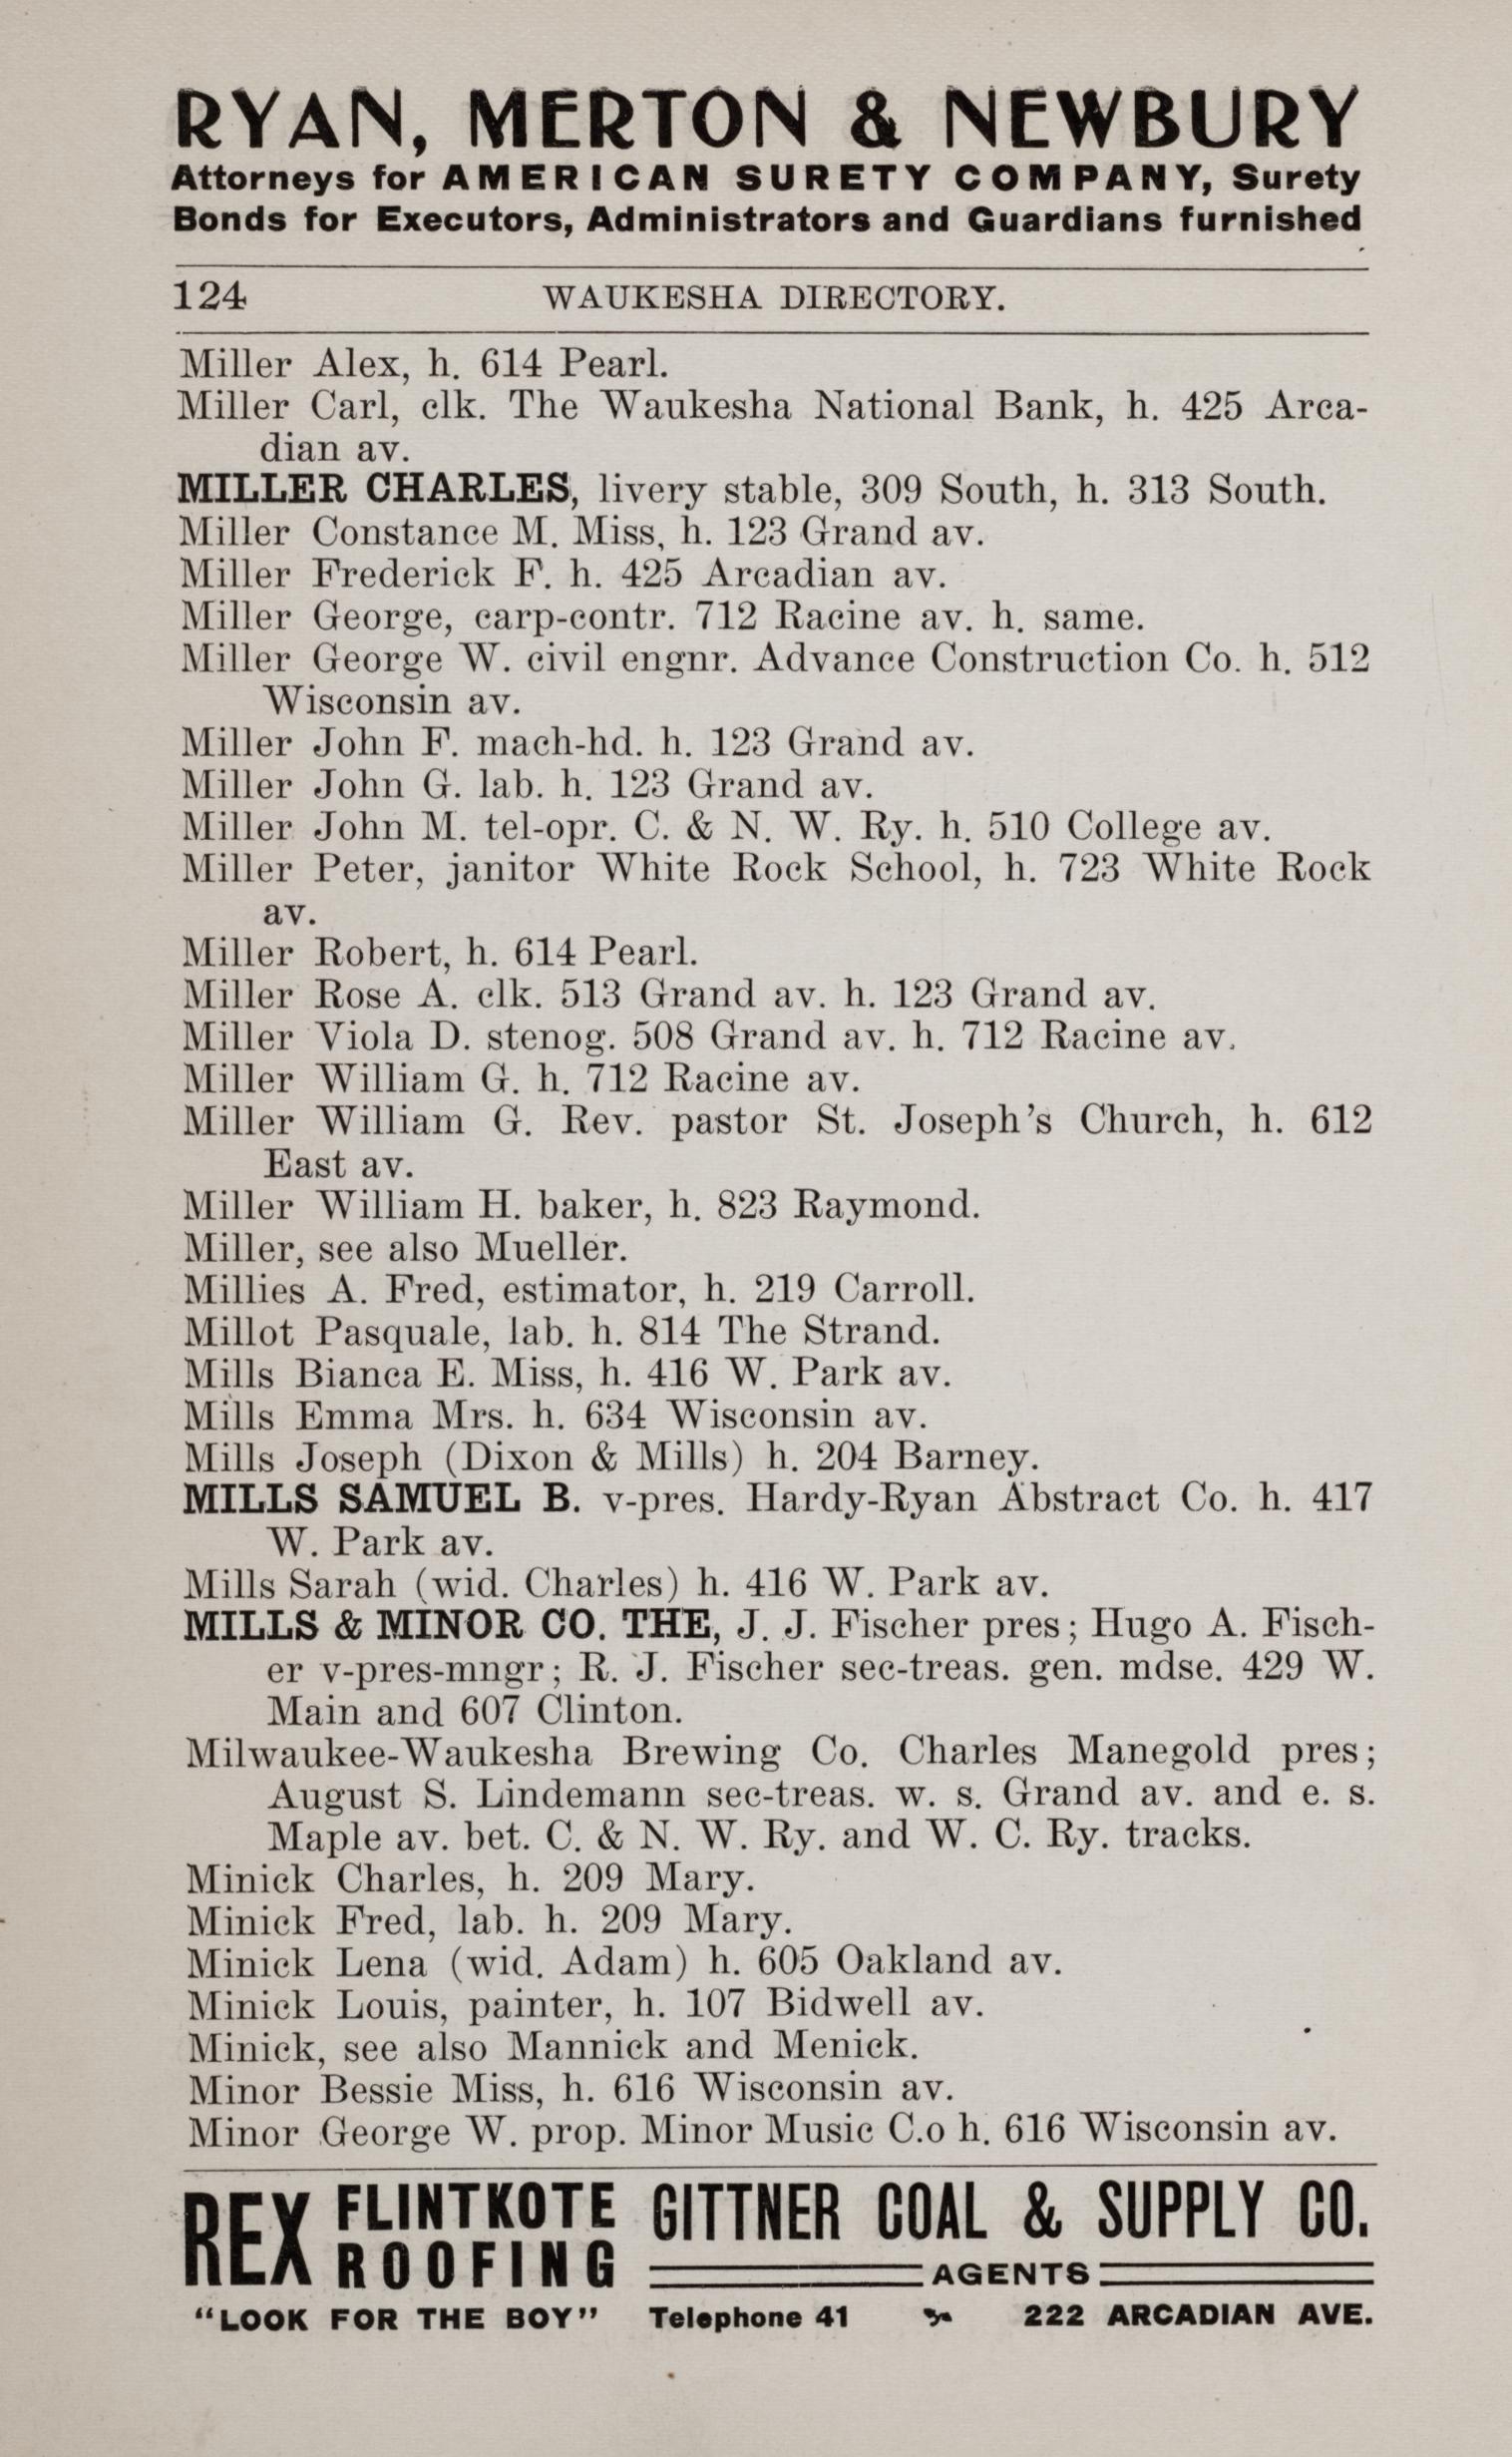 RYAN, MERTON & NEWBURY
Attorneys for AMERICAN SURETY COMPANY, Surety
Bonds for Executors, Administrators and Guardians furnished
124 WAUKESHA DIRECTORY.
Miller Alex, h. 614 Pearl.
Miller Carl, clk. The Waukesha National Bank, h. 425 Arca-
dian av.
MILLER CHARLES, livery stable, 309 South, h. 313 South.
Miller Constance M. Miss, h. 123 Grand av.
Miller Frederick F. h. 425 Arcadian av.
Miller George, carp-contr. 712 Racine av. h. same.
Miller George W. civil engnr. Advance Construction Co. h. 512
Wisconsin av.
Miller John F. mach-hd. h. 123 Grand av.
Miller John G. lab. h. 123 Grand av.
Miller John M. tel-opr. C. & N. W. Ry. h. 510 College av.
Miller Peter, janitor White Rock School, h. 723 White Rock
av.
Miller Robert, h. 614 Pearl.
Miller Rose A. clk. 513 Grand av. h. 123 Grand av.
Miller Viola D. stenog. 508 Grand av. h. 712 Racine av.
Miller William G. h. 712 Racine av.
Miller William G. Rev. pastor St. Joseph's Church, h. 612
East av.
Miller William H. baker, h. 823 Raymond.
Miller, see also Mueller.
Millies A. Fred, estimator, h. 219 Carroll.
Millot Pasquale, lab. h. 814 The Strand.
Mills Bianca E. Miss, h. 416 W. Park av.
Mills Emma Mrs. h. 634 Wisconsin av.
Mills Joseph (Dixon & Mills) h. 204 Barney.
MILLS SAMUEL B. v-pres. Hardy-Ryan Abstract Co. h. 417
W. Park av.
Mills Sarah (wid. Charles) h. 416 W. Park av.
MILLS & MINOR CO. THE, J. J. Fischer pres; Hugo A. Fisch-
er v-pres-mngr; R. J. Fischer sec-treas. gen. mdse. 429 W.
Main and 607 Clinton.
Milwaukee-Waukesha Brewing Co. Charles Manegold pres;
August S. Lindemann sec-treas. w. s. Grand av. and e. s.
Maple av. bet. C. & N. W. Ry. and W. C. Ry. tracks.
Minick Charles, h. 209 Mary.
Minick Fred, lab. h. 209 Mary.
Minick Lena (wid. Adam) h. 605 Oakland av.
Minick Louis, painter, h. 107 Bidwell av.
Minick, see also Mannick and Menick.
Minor Bessie Miss, h. 616 Wisconsin av.
Minor George W. prop. Minor Music C.o h. 616 Wisconsin av.
REX FLINTKOTE ROOFING
GITTNER COAL & SUPPLY CO.
AGENTS
"LOOK FOR THE BOY" Telephone 41 222 ARCADIAN AVE.